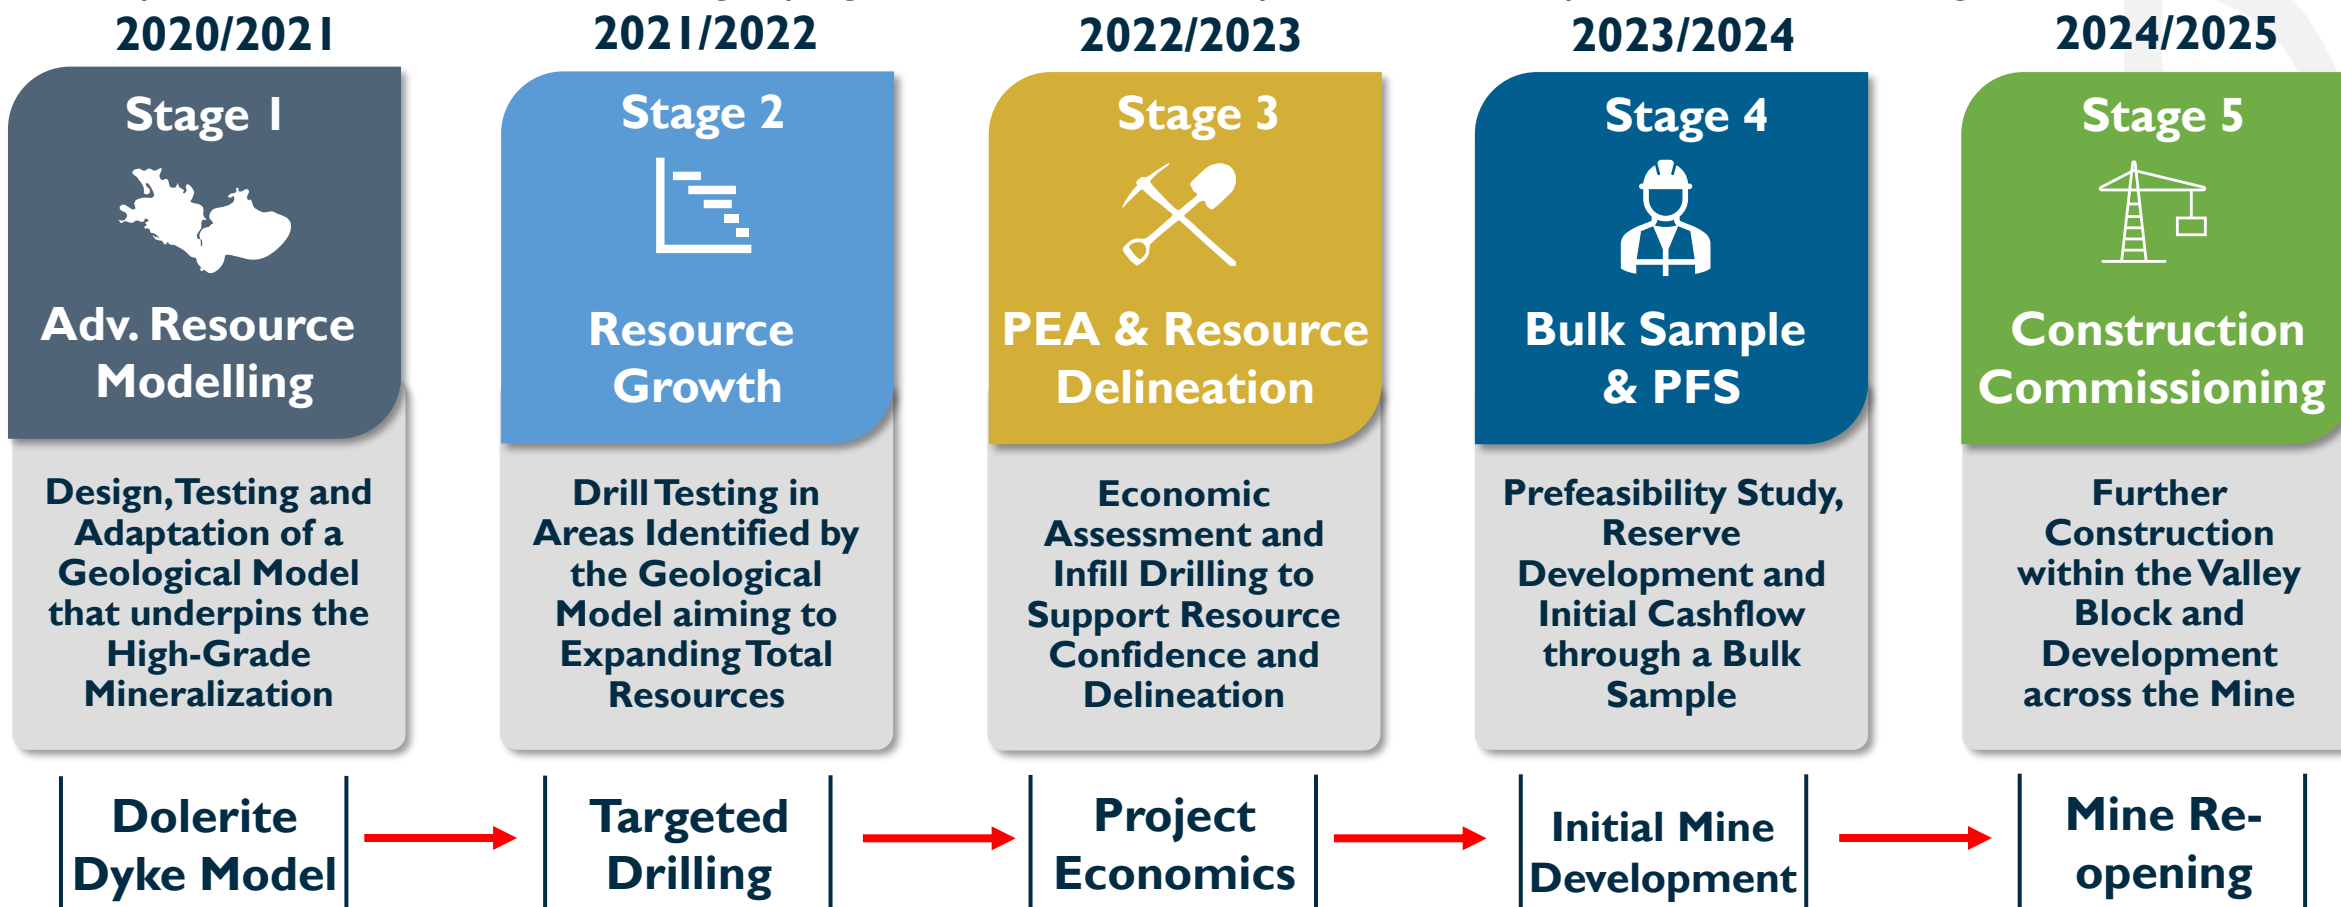 2020/2021
2021/2022
2022/2023
2023/2024
2024/2025
Stage 1
Adv. Resource
Modelling
Design, Testing and
Adaptation of a
Geological Model
that underpins the
High-Grade
Mineralization
Stage 2
Resource
Growth
Drill Testing in
Areas Identified by
the Geological
Model aiming to
Expanding Total
Resources
Stage 3
PEA & Resource
Delineation
Economic
Assessment and
Infill Drilling to
Support Resource
Confidence and
Delineation
Stage 4
Bulk Sample
& PFS
Prefeasibility Study,
Reserve
Development and
Initial Cashflow
through a Bulk
Sample
Stage 5
Construction
Commissioning
Further
Construction
within the Valley
Block and
Development
across the Mine
Dolerite
Dyke Model
Targeted
Drilling
Project
Economics
Initial Mine
Development
Mine Re-
opening